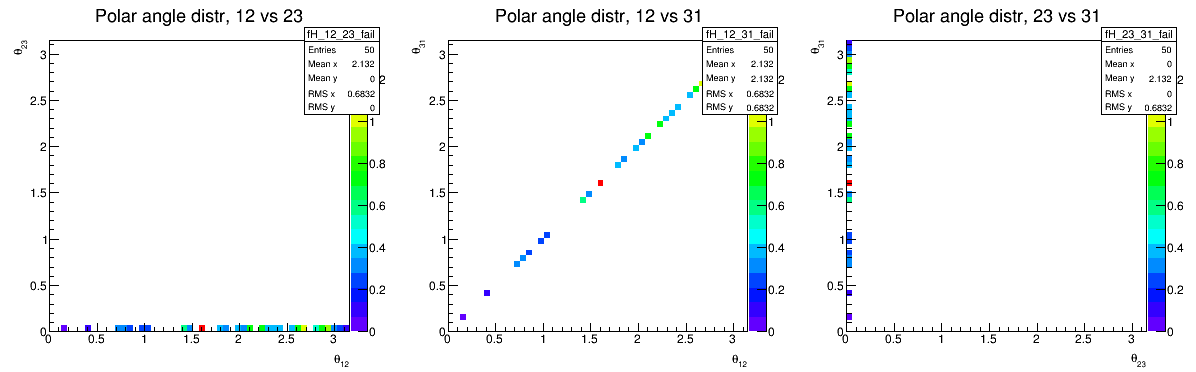 Polar angle distr, 12 vs 23
fH_12_23_fail
Entries 50
Mean x 2.132
Mean y 0
RMS x 0.6832
RMS y 0
θ23
3
2.5
2
1.5
1
0.5
0
0 0.5 1 1.5 2 2.5 3
θ12
2
1
0.8
0.6
0.4
0.2
0
Polar angle distr, 12 vs 31
fH_12_31_fail
Entries 50
Mean x 2.132
Mean y 2.132
RMS x 0.6832
RMS y 0.6832
θ31
3
2.5
2
1.5
1
0.5
0
0 0.5 1 1.5 2 2.5 3
θ12
2
1
0.8
0.6
0.4
0.2
0
Polar angle distr, 23 vs 31
fH_23_31_fail
Entries 50
Mean x 0
Mean y 2.132
RMS x 0
RMS y 0.6832
θ31
3
2.5
2
1.5
1
0.5
0
0 0.5 1 1.5 2 2.5 3
θ23
2
1
0.8
0.6
0.4
0.2
0